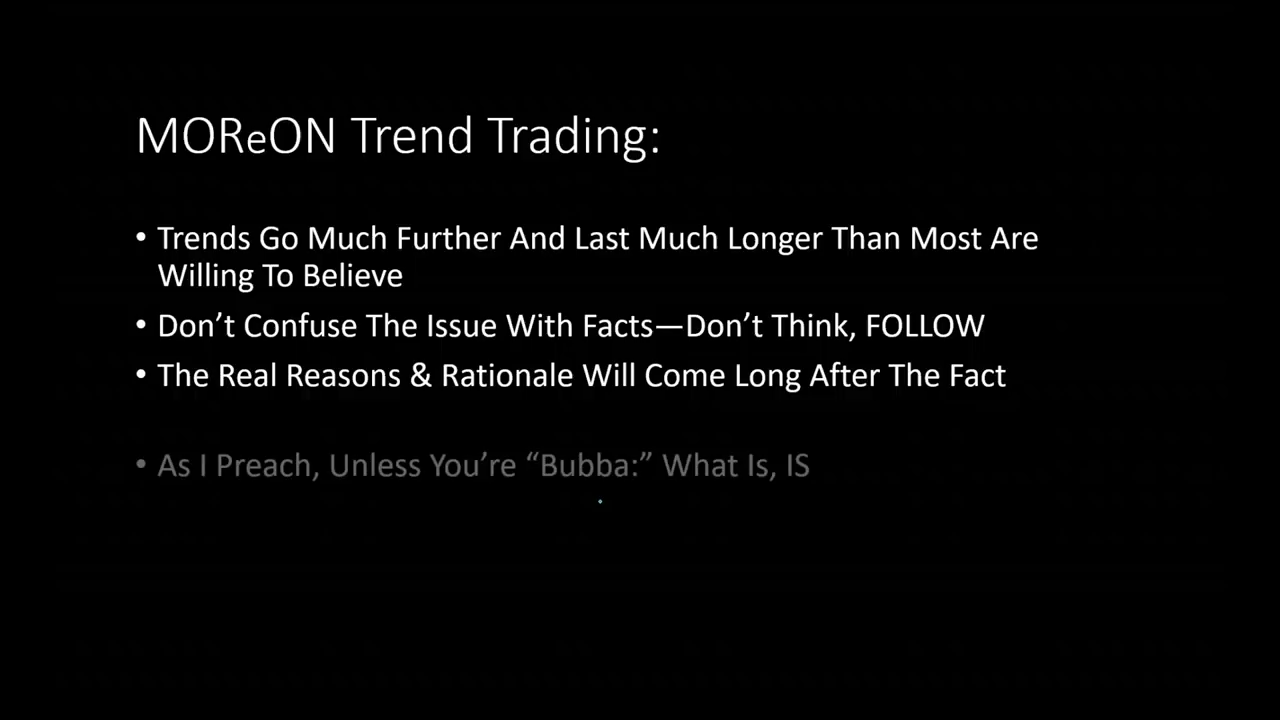 MOReON Trend Trading:
• Trends Go Much Further And Last Much Longer Than Most Are
Willing To Believe
• Don’t Confuse The Issue With Facts—Don’t Think, FOLLOW
• The Real Reasons & Rationale Will Come Long After The Fact
• As I Preach, Unless You’re “Bubba:” What Is, IS